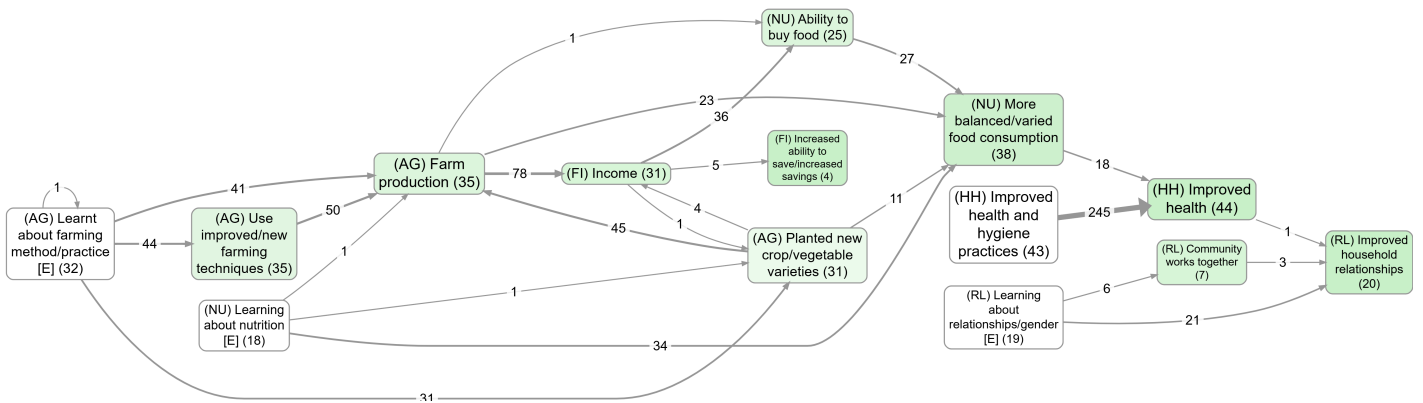 (NU) Ability to
buy food (25)
1
27
(NU) More
balanced/varied
food consumption
(38)
23
36
(FI) Increased
ability to
save/increased
savings (4)
(AG) Farm
production (35)
78
(FI) Income (31)
5
18
1
41
(HH) Improved
health (44)
(HH) Improved
health and
hygiene
practices (43)
245
11
4
1
50
45
(AG) Learnt
about farming
method/practice
[E] (32)
44
(AG) Use
improved/new
farming
techniques (35)
1
(AG) Planted new
crop/vegetable
varieties (31)
1
(RL) Improved
household
relationships
(20)
(RL) Community
works together
(7)
3
6
1
(NU) Learning
about nutrition
[E] (18)
(RL) Learning
about
relationships/gender
[E] (19)
21
34
31